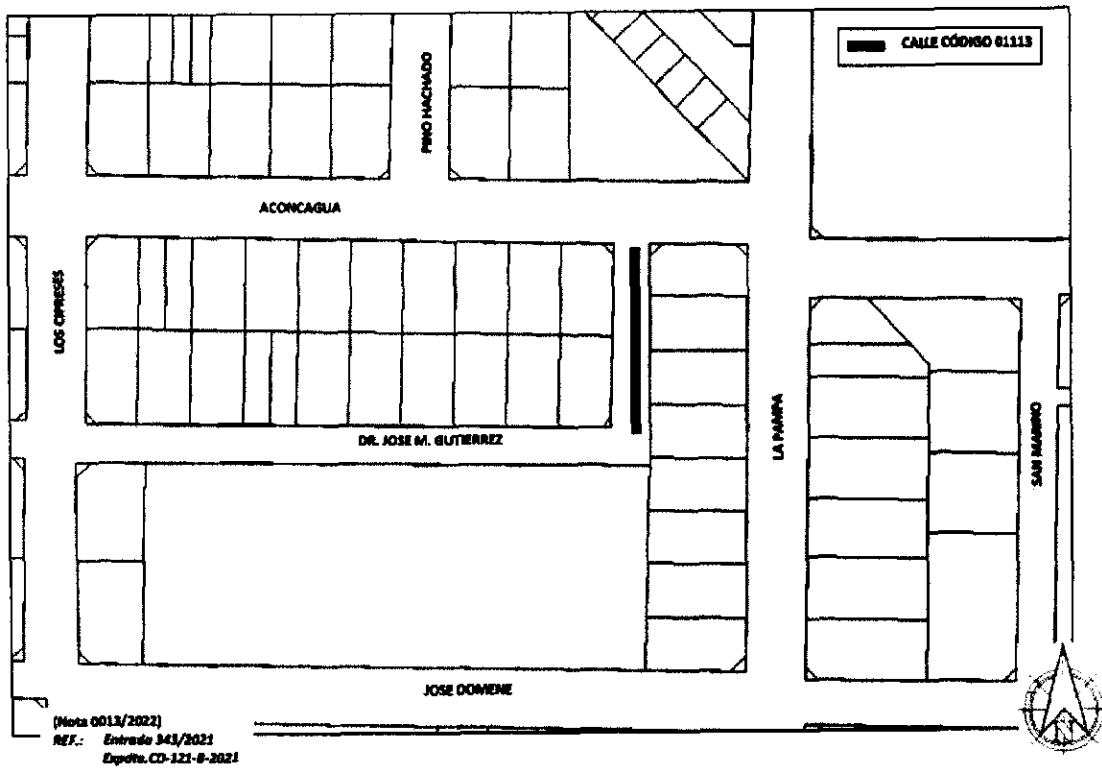 CALLE CÓDIGO 01113
PINO HACHADO
ACONCAGUA
LOS CIPRESES
DR. JOSE M. GUTIERREZ
LA PAMPA
SAN MARINO
JOSE DOMENE
(Nota 0013/2022)
REF.: Entrada 343/2021
Expdte.CD-121-B-2021
N